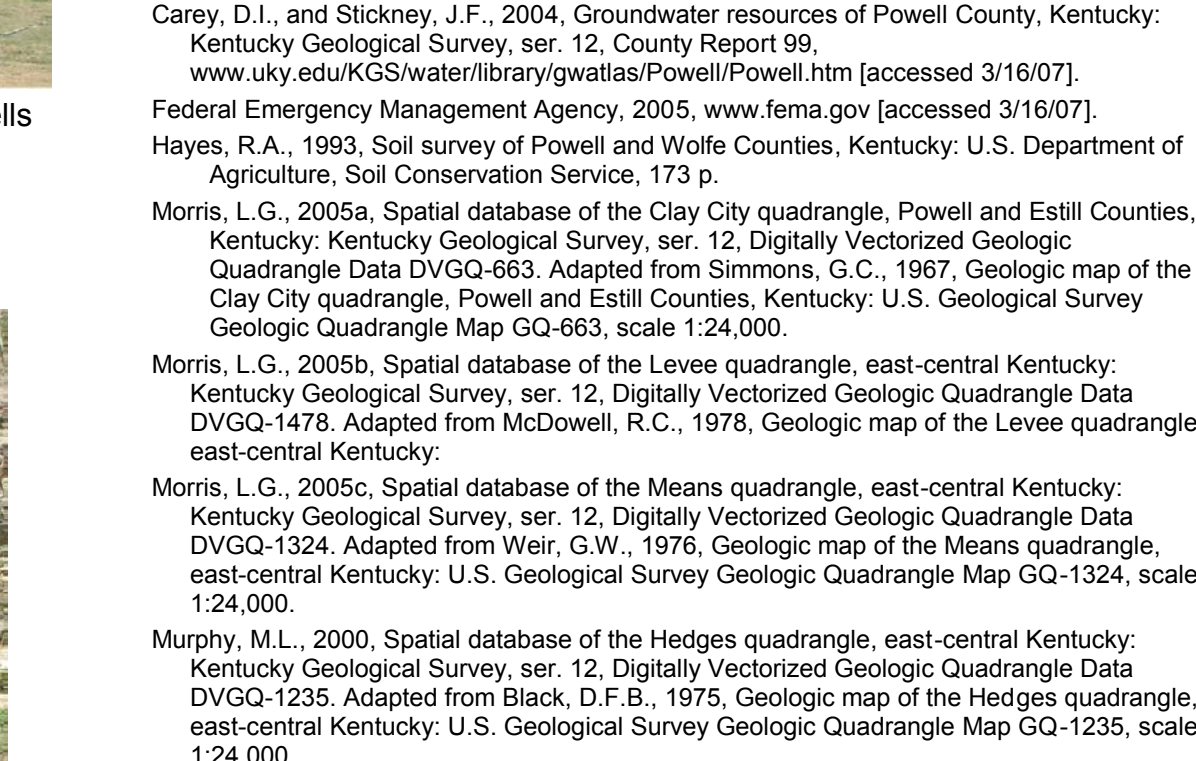 Carey, D.I., and Stickney, J.F., 2004, Groundwater resources of Powell County, Kentucky:
Kentucky Geological Survey, ser. 12, County Report 99,
www.uky.edu/KGS/water/library/gwatlas/Powell/Powell.htm [accessed 3/16/07].
Federal Emergency Management Agency, 2005, www.fema.gov [accessed 3/16/07].
Hayes, R.A., 1993, Soil survey of Powell and Wolfe Counties, Kentucky: U.S. Department of
Agriculture, Soil Conservation Service, 173 p.
Morris, L.G., 2005a, Spatial database of the Clay City quadrangle, Powell and Estill Counties,
Kentucky: Kentucky Geological Survey, ser. 12, Digitally Vectorized Geologic
Quadrangle Data DVGQ-663. Adapted from Simmons, G.C., 1967, Geologic map of the
Clay City quadrangle, Powell and Estill Counties, Kentucky: U.S. Geological Survey
Geologic Quadrangle Map GQ-663, scale 1:24,000.
Morris, L.G., 2005b, Spatial database of the Levee quadrangle, east-central Kentucky:
Kentucky Geological Survey, ser. 12, Digitally Vectorized Geologic Quadrangle Data
DVGQ-1478. Adapted from McDowell, R.C., 1978, Geologic map of the Levee quadrangle
east-central Kentucky:
Morris, L.G., 2005c, Spatial database of the Means quadrangle, east-central Kentucky:
Kentucky Geological Survey, ser. 12, Digitally Vectorized Geologic Quadrangle Data
DVGQ-1324. Adapted from Weir, G.W., 1976, Geologic map of the Means quadrangle,
east-central Kentucky: U.S. Geological Survey Geologic Quadrangle Map GQ-1324, scale
1:24,000.
Murphy, M.L., 2000, Spatial database of the Hedges quadrangle, east-central Kentucky:
Kentucky Geological Survey, ser. 12, Digitally Vectorized Geologic Quadrangle Data
DVGQ-1235. Adapted from Black, D.F.B., 1975, Geologic map of the Hedges quadrangle,
east-central Kentucky: U.S. Geological Survey Geologic Quadrangle Map GQ-1235, scale
1:24,000